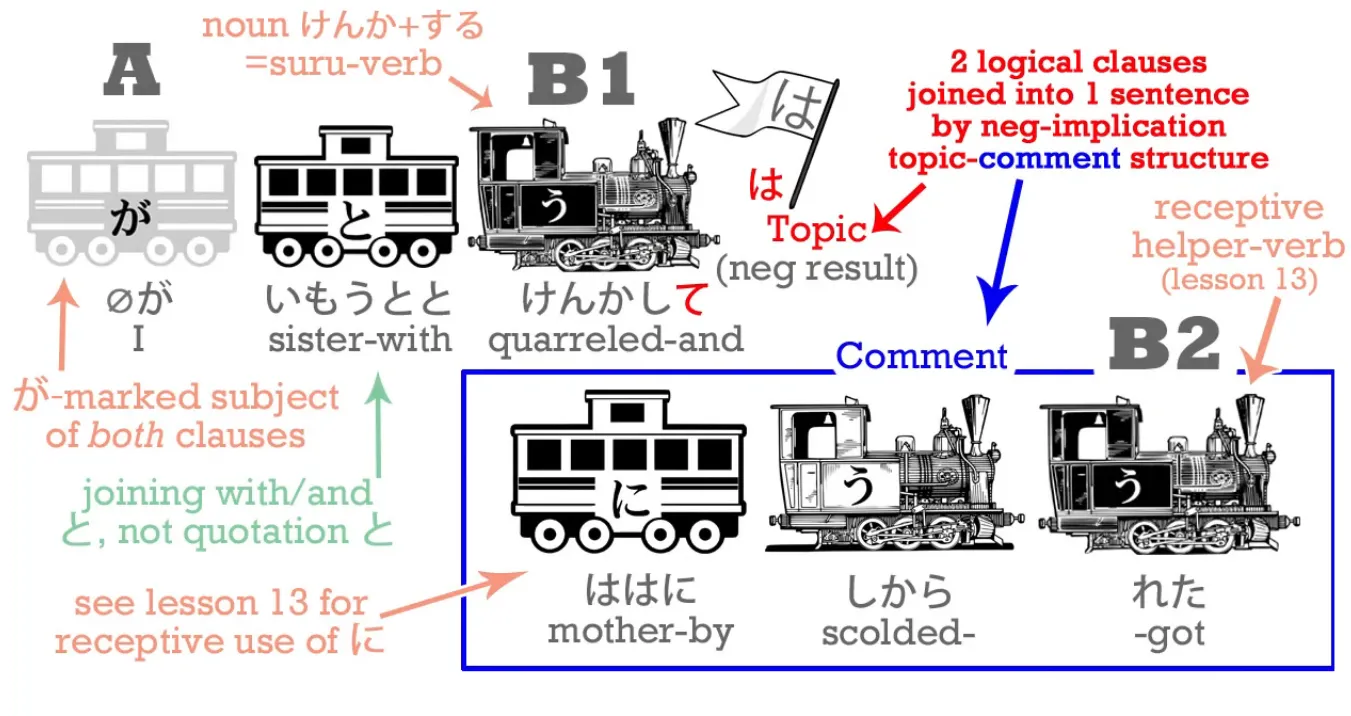 noun けんか+する
=suru-verb
A
B1
は
2 logical clauses
joined into 1 sentence
by neg-implication
topic-comment structure
が
と
う
は
Topic
(neg result)
receptive
helper-verb
(lesson 13)
∅が
I
いもうとと
sister-with
けんかして
quarreled-and
Comment
B2
が-marked subject
of both clauses
joining with/and
と, not quotation と
see lesson 13 for
receptive use of に
に
う
う
ははに
mother-by
しから
scolded-
れた
-got